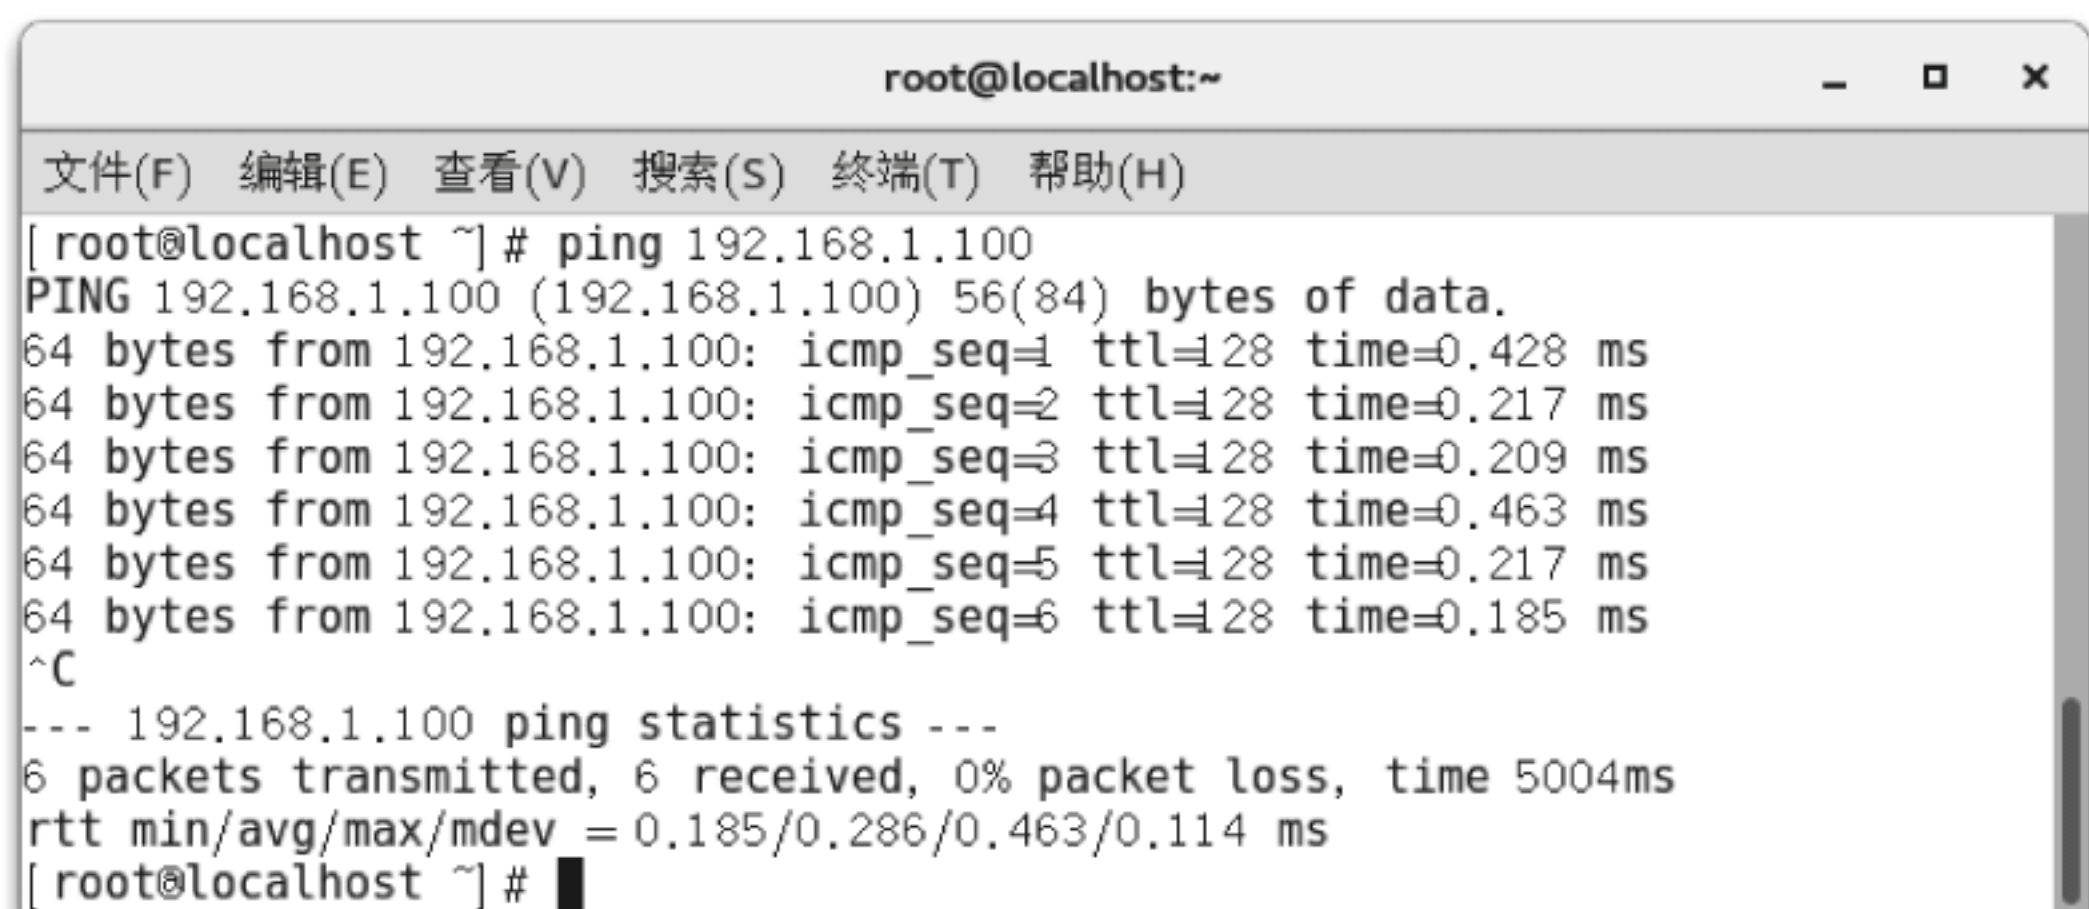 root@localhost:~
文件(F) 编辑(E) 查看(V) 搜索(S) 终端(T) 帮助(H)
[root@localhost ~]# ping 192.168.1.100
PING 192.168.1.100 (192.168.1.100) 56(84) bytes of data.
64 bytes from 192.168.1.100: icmp_seq=1 ttl=128 time=0.428 ms
64 bytes from 192.168.1.100: icmp_seq=2 ttl=128 time=0.217 ms
64 bytes from 192.168.1.100: icmp_seq=3 ttl=128 time=0.209 ms
64 bytes from 192.168.1.100: icmp_seq=4 ttl=128 time=0.463 ms
64 bytes from 192.168.1.100: icmp_seq=5 ttl=128 time=0.217 ms
64 bytes from 192.168.1.100: icmp_seq=6 ttl=128 time=0.185 ms
^C
--- 192.168.1.100 ping statistics ---
6 packets transmitted, 6 received, 0% packet loss, time 5004ms
rtt min/avg/max/mdev = 0.185/0.286/0.463/0.114 ms
[root@localhost ~]#